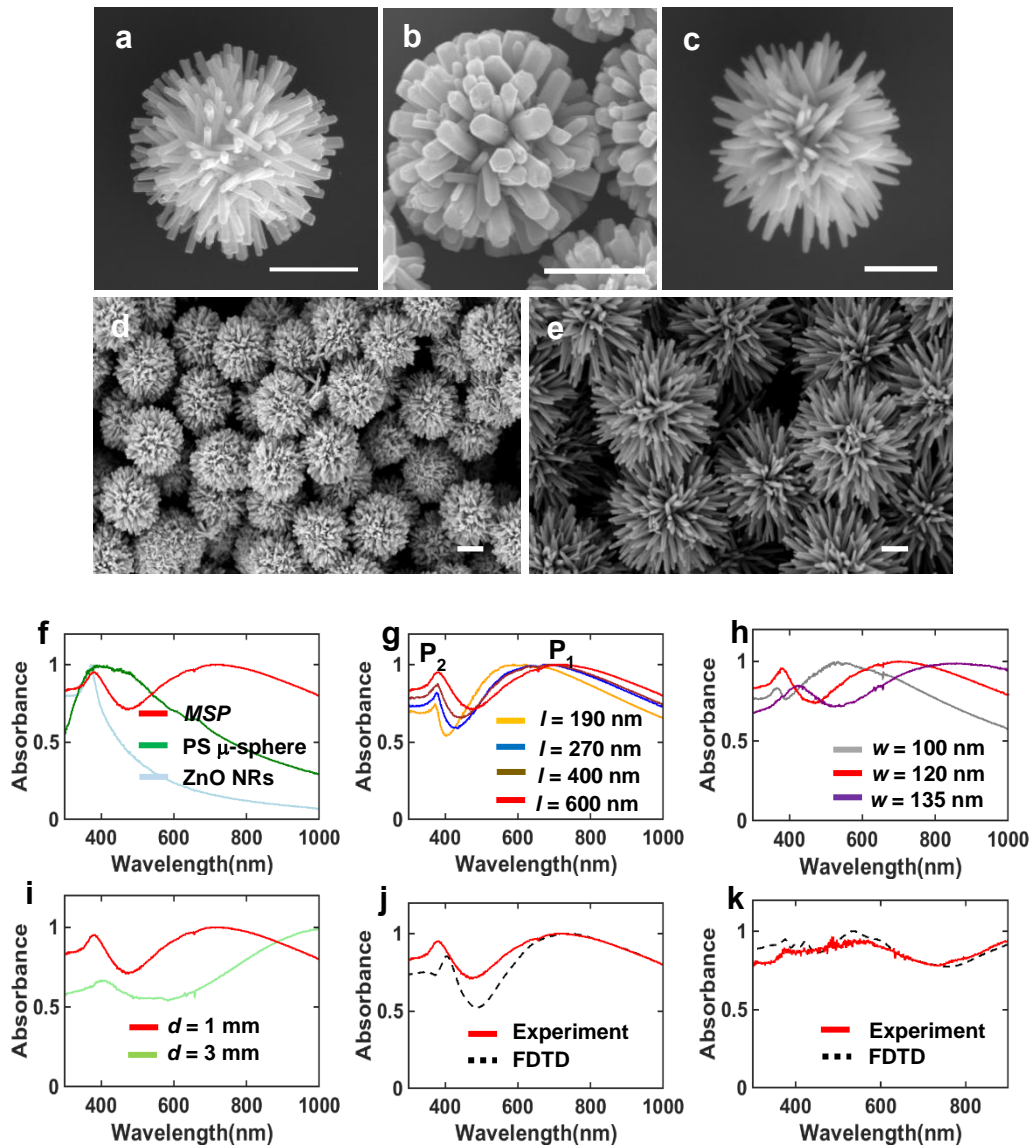 a
b
c
d
e
f
1
0.5
0
Absorbance
MSP
PS μ-sphere
ZnO NRs
400 600 800 1000
Wavelength(nm)
g
1
0.5
0
Absorbance
P2
P1
l = 190 nm
l = 270 nm
l = 400 nm
l = 600 nm
400 600 800 1000
Wavelength(nm)
h
1
0.5
0
Absorbance
w = 100 nm
w = 120 nm
w = 135 nm
400 600 800 1000
Wavelength(nm)
i
1
0.5
0
Absorbance
d = 1 mm
d = 3 mm
400 600 800 1000
Wavelength(nm)
j
1
0.5
0
Absorbance
Experiment
FDTD
400 600 800 1000
Wavelength(nm)
k
1
0.5
0
Absorbance
Experiment
FDTD
400 600 800
Wavelength(nm)